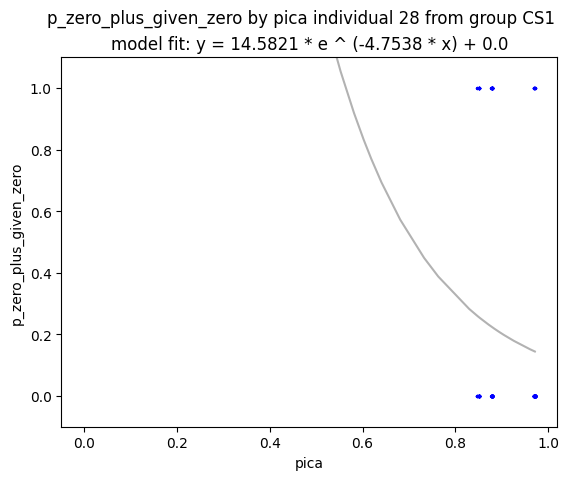 p_zero_plus_given_zero by pica individual 28 from group CS1
model fit: y = 14.5821 * e ^ (-4.7538 * x) + 0.0
p_zero_plus_given_zero
1.0
0.8
0.6
0.4
0.2
0.0
0.0 0.2 0.4 0.6 0.8 1.0
pica